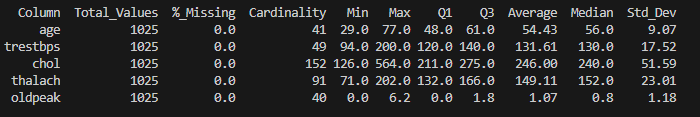 Column Total_Values %_Missing Cardinality Min Max Q1 Q3 Average Median Std_Dev
age 1025 0.0 41 29.0 77.0 48.0 61.0 54.43 56.0 9.07
trestbps 1025 0.0 49 94.0 200.0 120.0 140.0 131.61 130.0 17.52
chol 1025 0.0 152 126.0 564.0 211.0 275.0 246.00 240.0 51.59
thalach 1025 0.0 91 71.0 202.0 132.0 166.0 149.11 152.0 23.01
oldpeak 1025 0.0 40 0.0 6.2 0.0 1.8 1.07 0.8 1.18